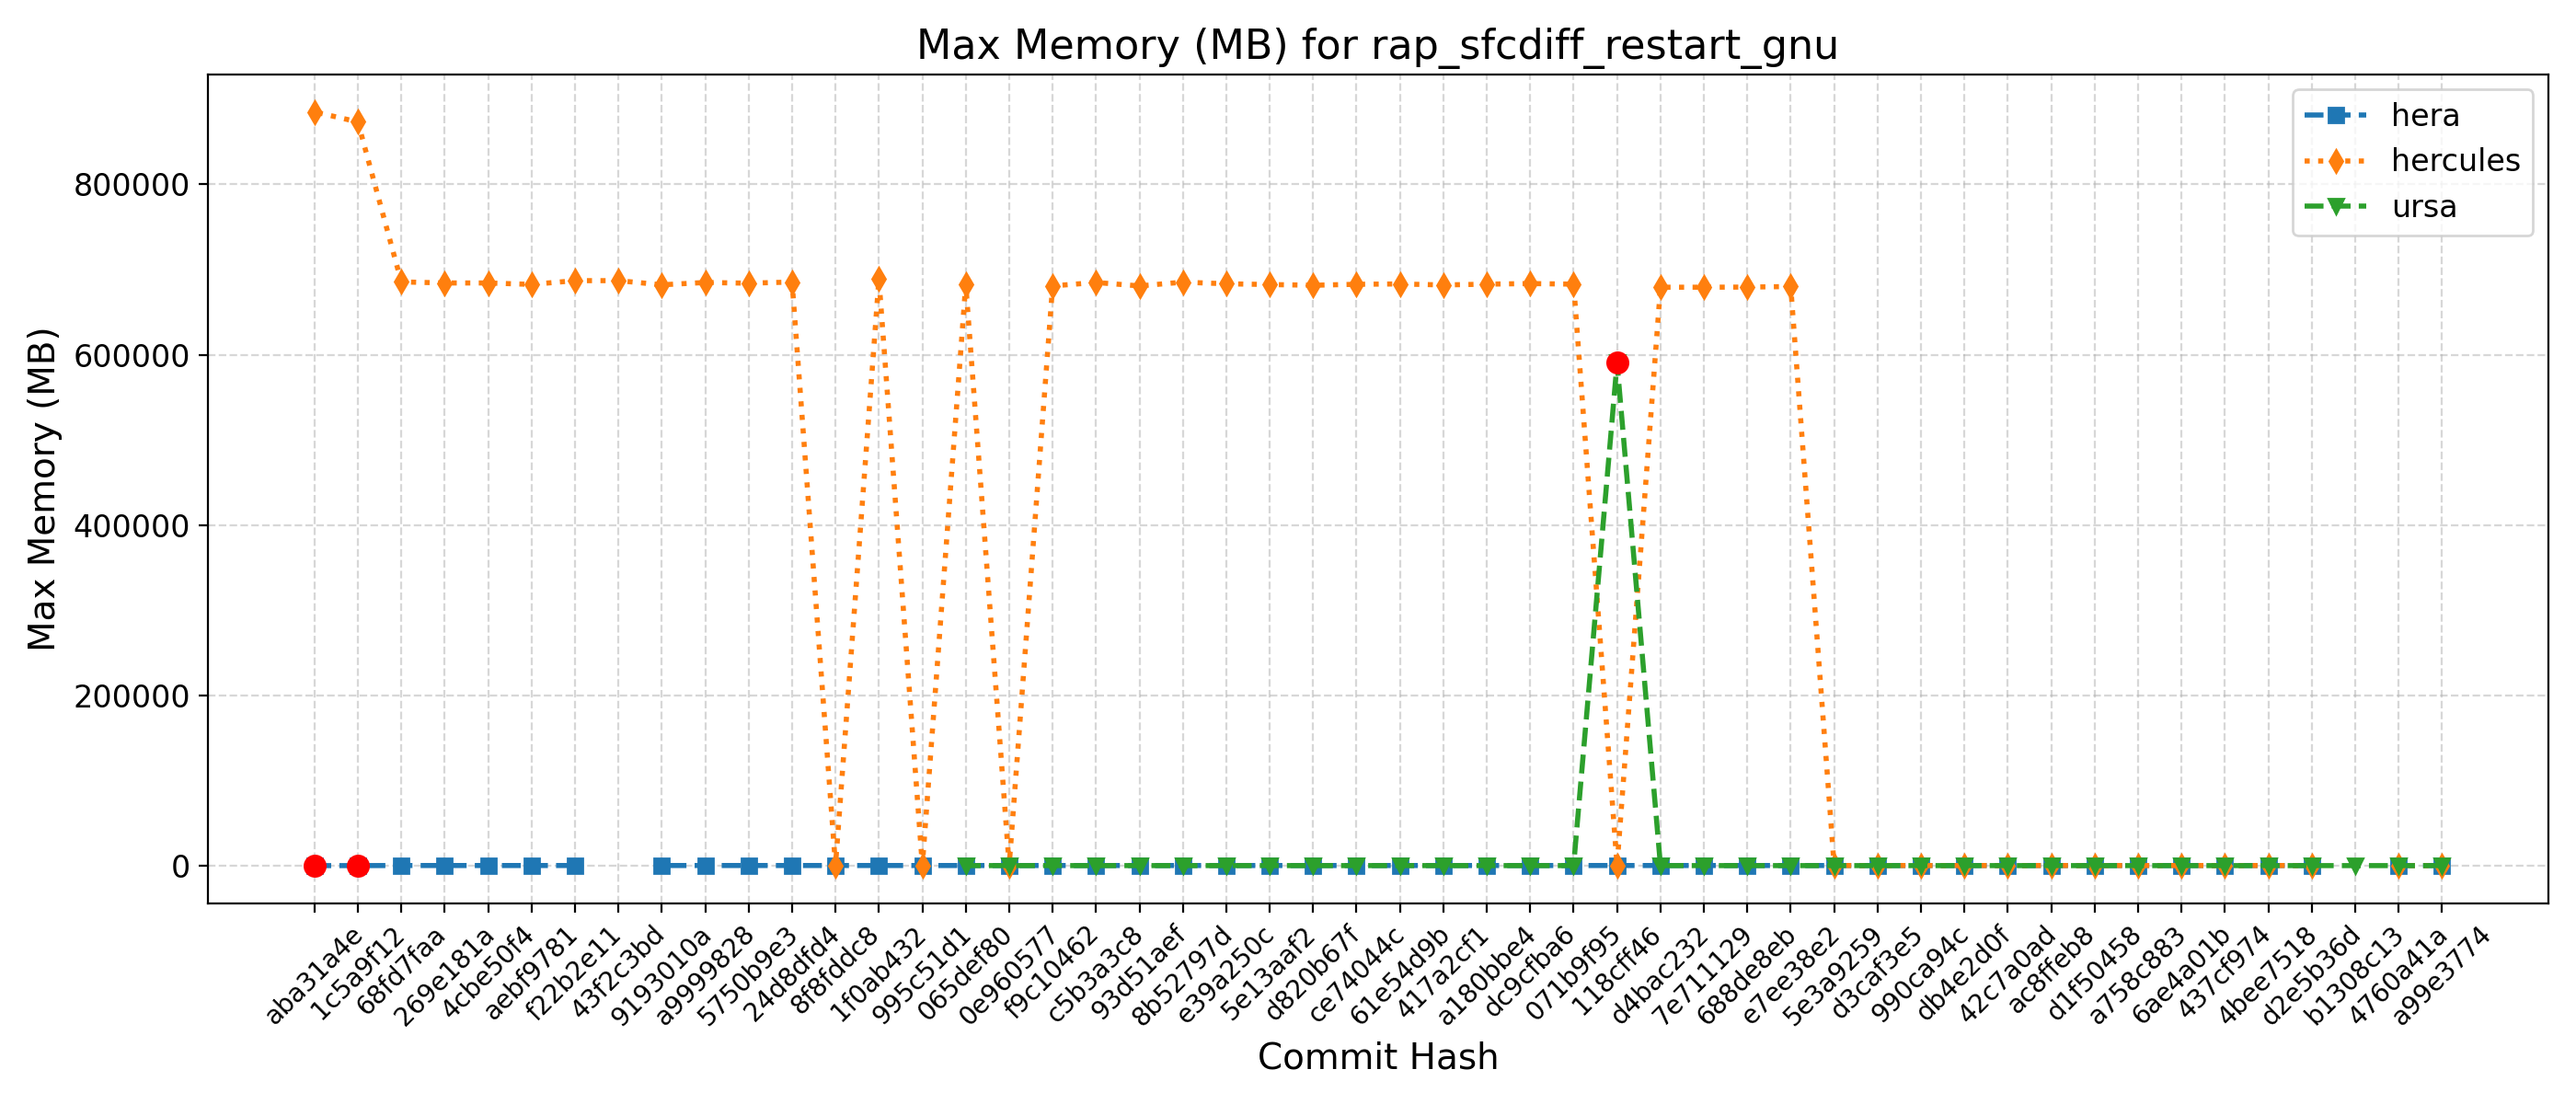 Max Memory (MB) for rap_sfcdiff_restart_gnu
hera
hercules
ursa
Max Memory (MB)
800000
600000
400000
200000
0
aba31a4e
1c5a9f12
68fd7faa
269e181a
4cbe50f4
aebf9781
f22b2e11
43f2c3bd
9193010a
a9999828
5750b9e3
24d8dfd4
8f8fddc8
1f0ab432
995c51d1
065def80
0e960577
f9c10462
c5b3a3c8
93d51aef
8b52797d
e39a250c
5e13aaf2
d820b67f
ce74044c
61e54d9b
417a2cf1
a180bbe4
dc9cfba6
071b9f95
118cff46
d4bac232
7e711129
688de8eb
e7ee38e2
5e3a9259
d3caf3e5
990ca94c
db4e2d0f
42c7a0ad
ac8ffeb8
d1f50458
a758c883
6ae4a01b
437cf974
4bee7518
d2e5b36d
b1308c13
4760a41a
a99e3774
Commit Hash